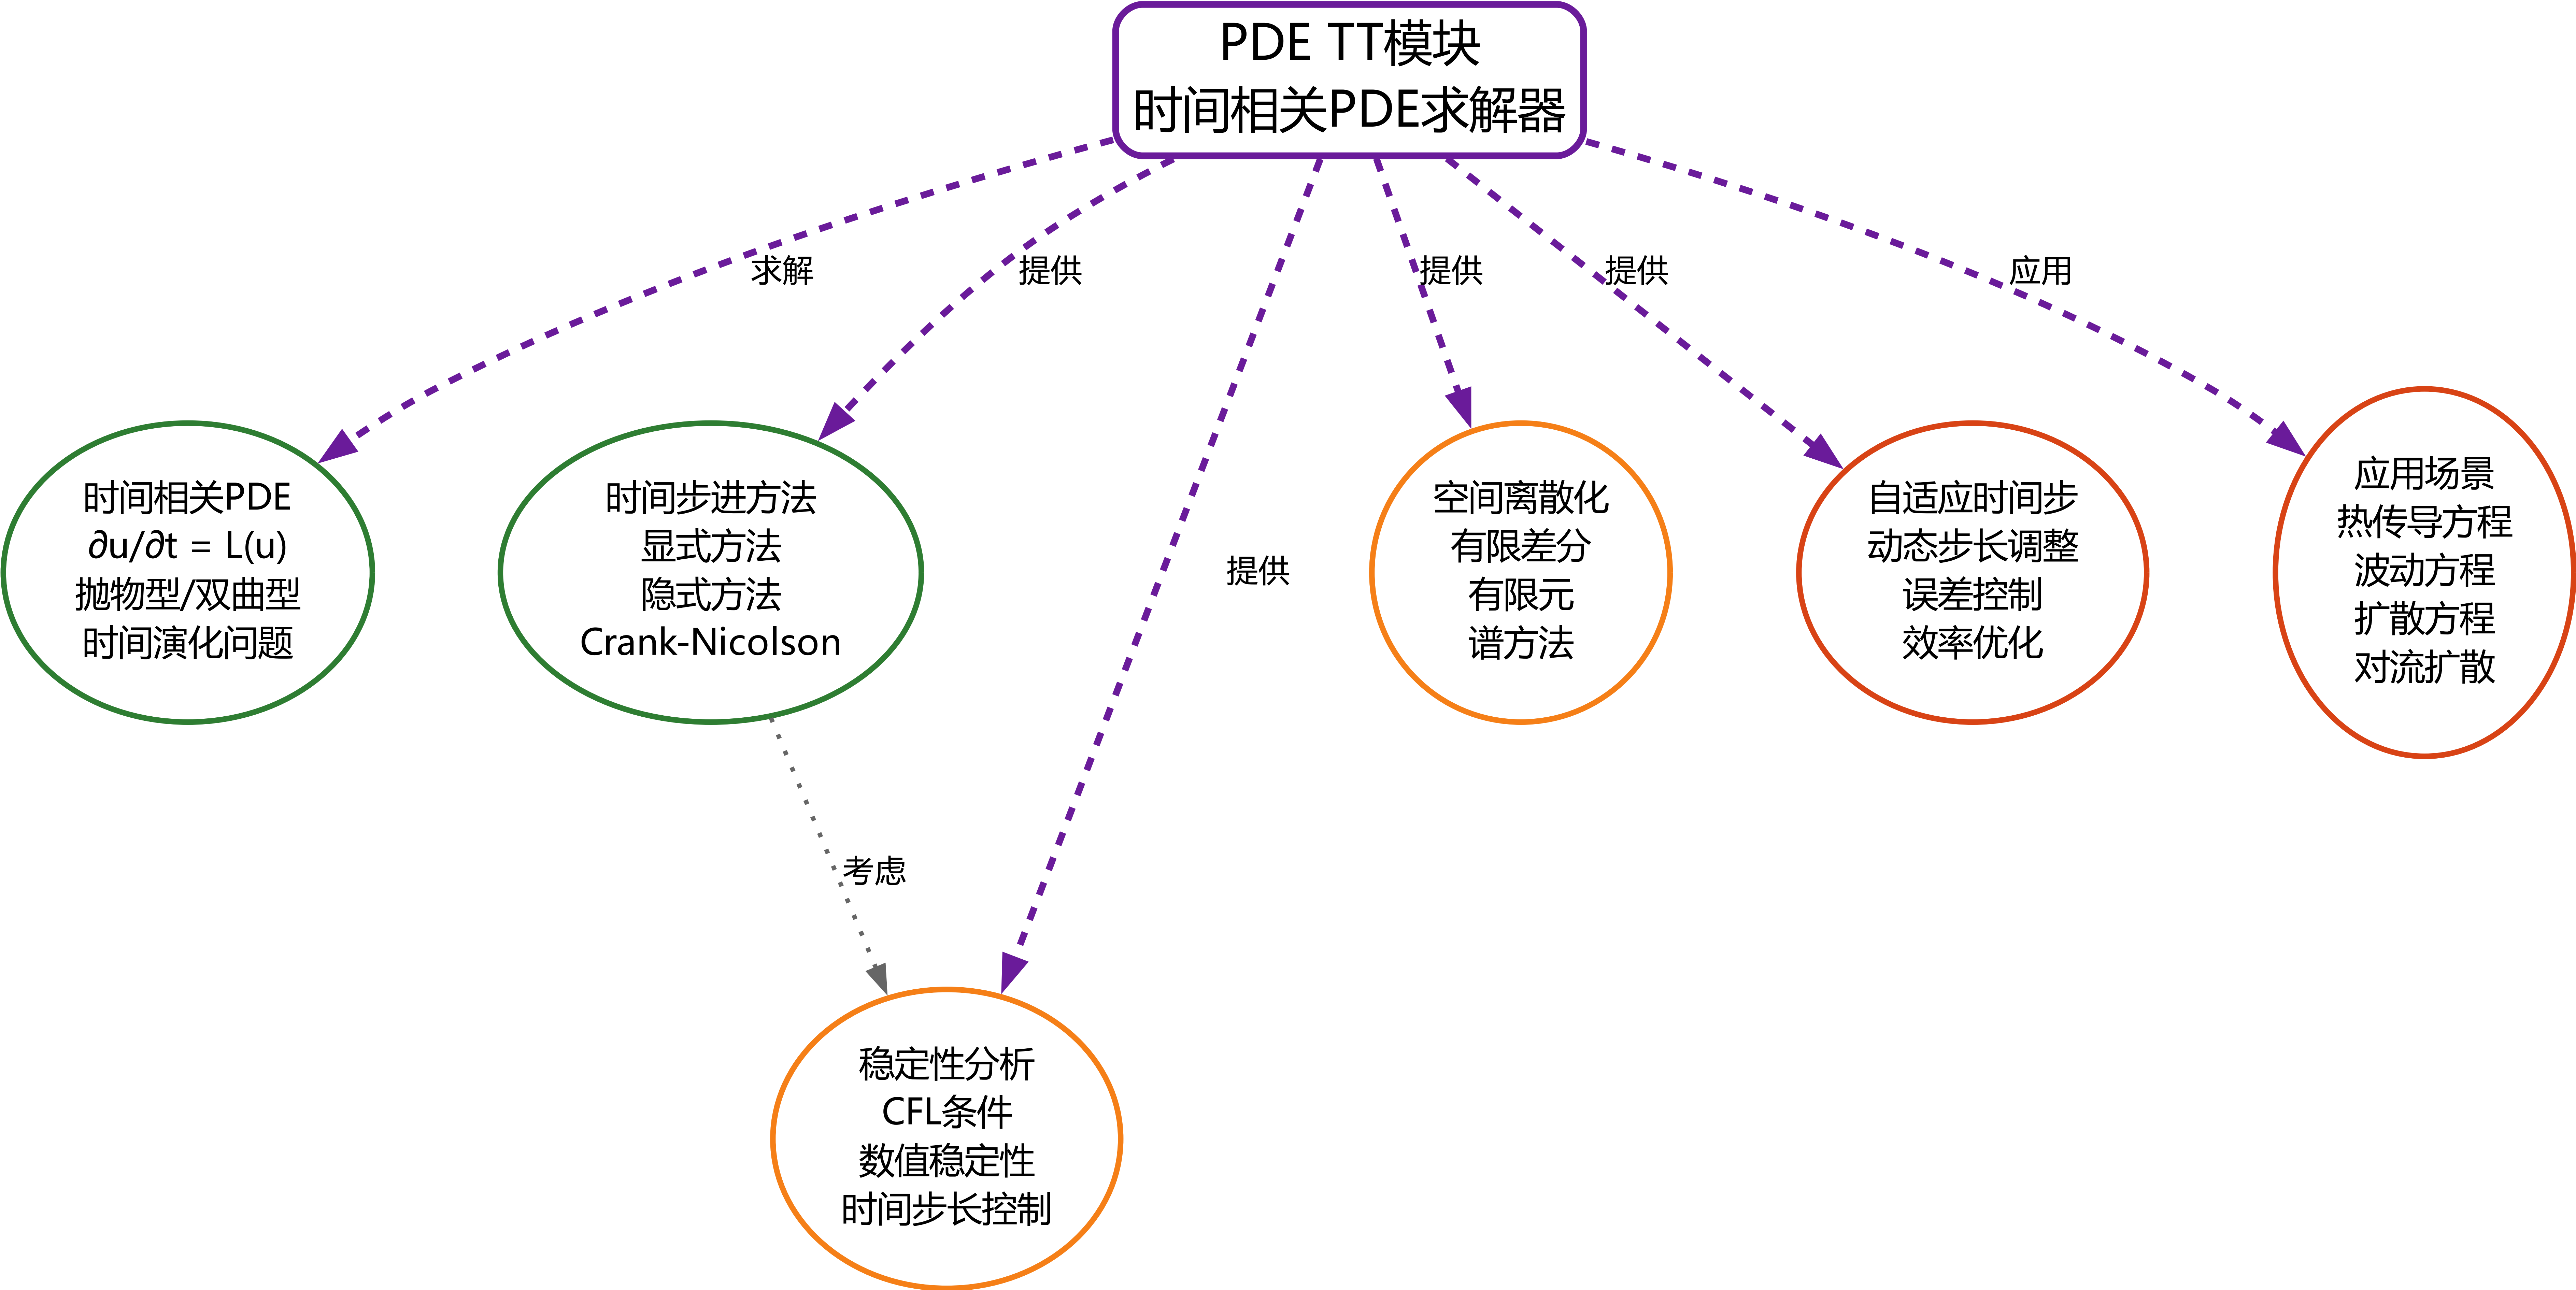 PDE TT模块
时间相关PDE求解器
求解
提供
提供
提供
应用
时间相关PDE
∂u/∂t = L(u)
抛物型/双曲型
时间演化问题
时间步进方法
显式方法
隐式方法
Crank-Nicolson
提供
空间离散化
有限差分
有限元
谱方法
自适应时间步
动态步长调整
误差控制
效率优化
应用场景
热传导方程
波动方程
扩散方程
对流扩散
考虑
稳定性分析
CFL条件
数值稳定性
时间步长控制